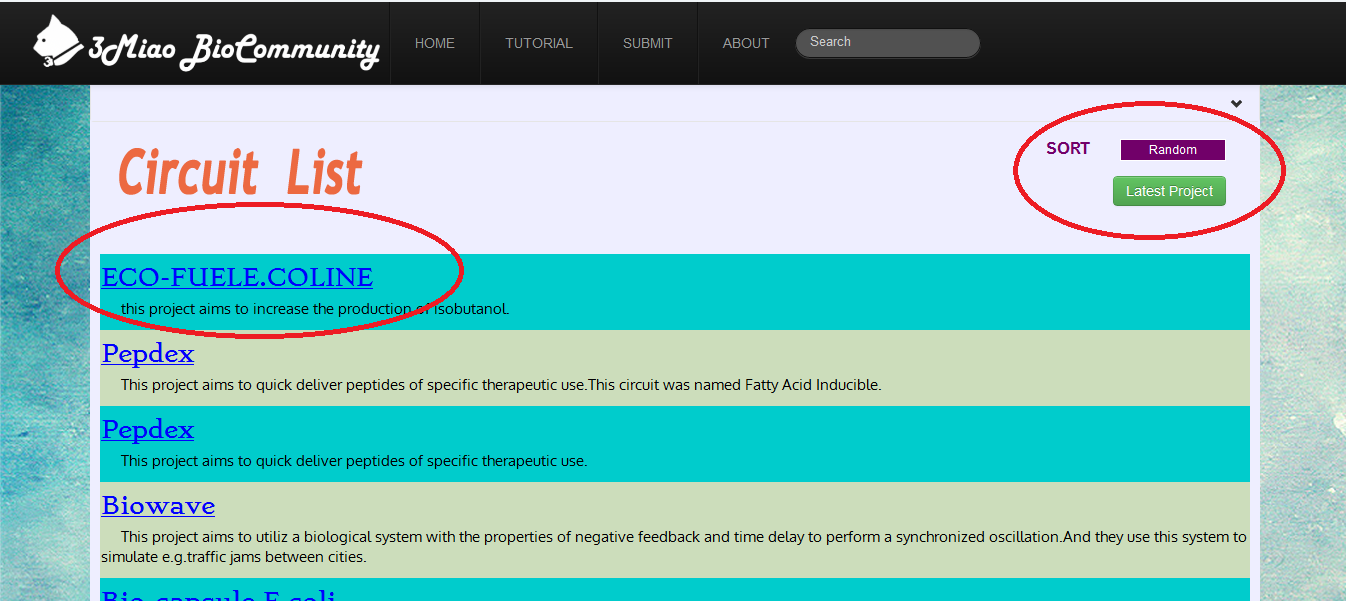 3Miao BioCommunity HOME TUTORIAL SUBMIT ABOUT Search
3
Circuit List
SORT Random
Latest Project
ECO-FUELE.COLINE
this project aims to increase the production of isobutanol.
Pepdex
This project aims to quick deliver peptides of specific therapeutic use.This circuit was named Fatty Acid Inducible.
Pepdex
This project aims to quick deliver peptides of specific therapeutic use.
Biowave
This project aims to utiliz a biological system with the properties of negative feedback and time delay to perform a synchronized oscillation.And they use this system to
simulate e.g.traffic jams between cities.
Bio-capsule E.coli